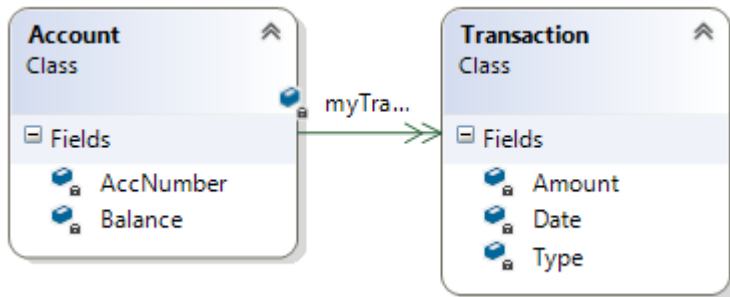 Account
Class
Fields
AccNumber
Balance
myTra...
Transaction
Class
Fields
Amount
Date
Type